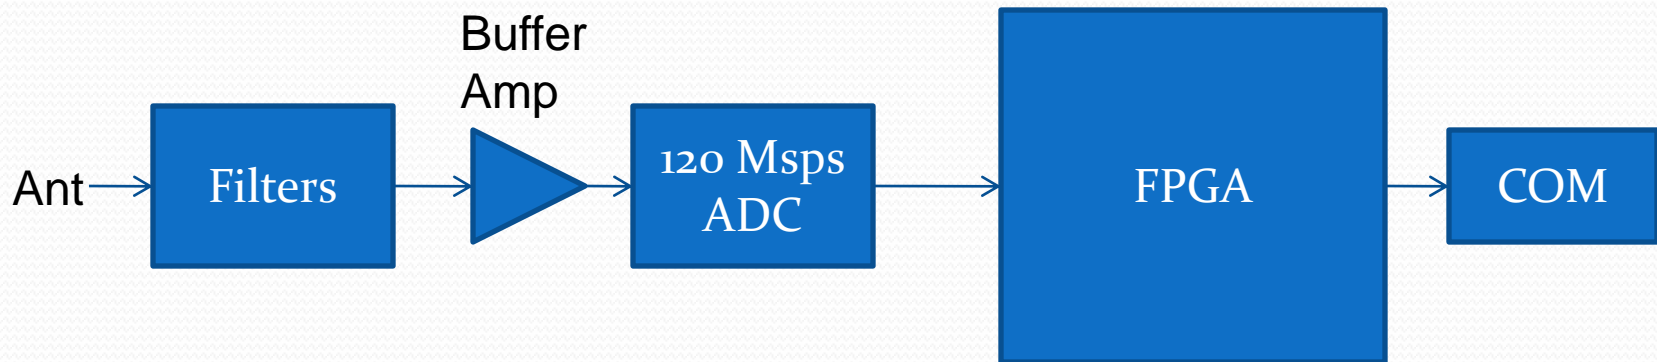 Buffer
Amp
Ant
Filters
120 Msps
ADC
FPGA
COM